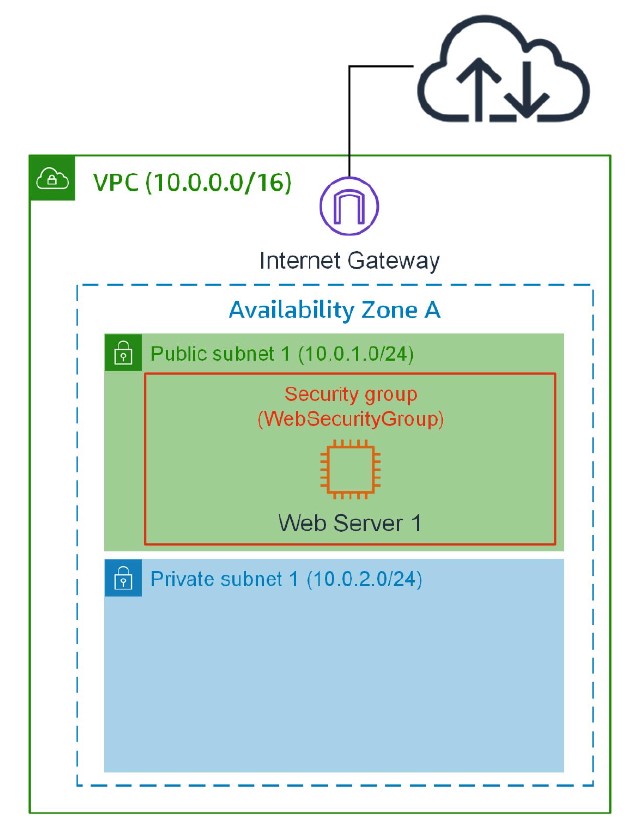 VPC (10.0.0.0/16)
Internet Gateway
Availability Zone A
Public subnet 1 (10.0.1.0/24)
Security group
(WebSecurityGroup)
Web Server 1
Private subnet 1 (10.0.2.0/24)